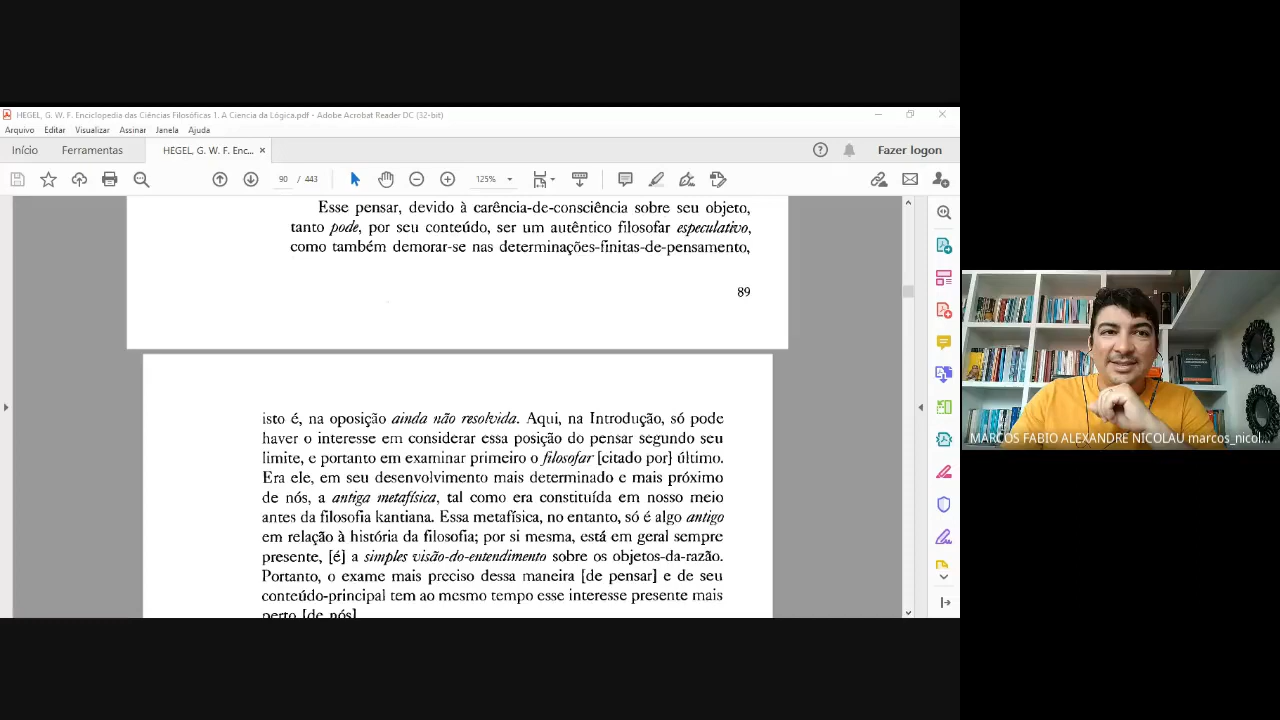 HEGEL, G. W. F. Enciclopedia das Ciências Filosóficas 1. A Ciencia da Lógica.pdf - Adobe Acrobat Reader DC (32-bit)
Arquivo Editar Visualizar Assinar Janela Ajuda
Início Ferramentas HEGEL, G. W. F. Enc... × Fazer logon
90 / 443 125%
Esse pensar, devido à carência-de-consciência sobre seu objeto,
tanto pode, por seu conteúdo, ser um autêntico filosofar especulativo,
como também demorar-se nas determinações-finitas-de-pensamento,
89
isto é, na oposição ainda não resolvida. Aqui, na Introdução, só pode
haver o interesse em considerar essa posição do pensar segundo seu
limite, e portanto em examinar primeiro o filosofar [citado por] último.
Era ele, em seu desenvolvimento mais determinado e mais próximo
de nós, a antiga metafísica, tal como era constituída em nosso meio
antes da filosofia kantiana. Essa metafísica, no entanto, só é algo antigo
em relação à história da filosofia; por si mesma, está em geral sempre
presente, [é] a simples visão-do-entendimento sobre os objetos-da-razão.
Portanto, o exame mais preciso dessa maneira [de pensar] e de seu
conteúdo-principal tem ao mesmo tempo esse interesse presente mais
perto [de nós].
MARCOS FABIO ALEXANDRE NICOLAU marcos_nicol...